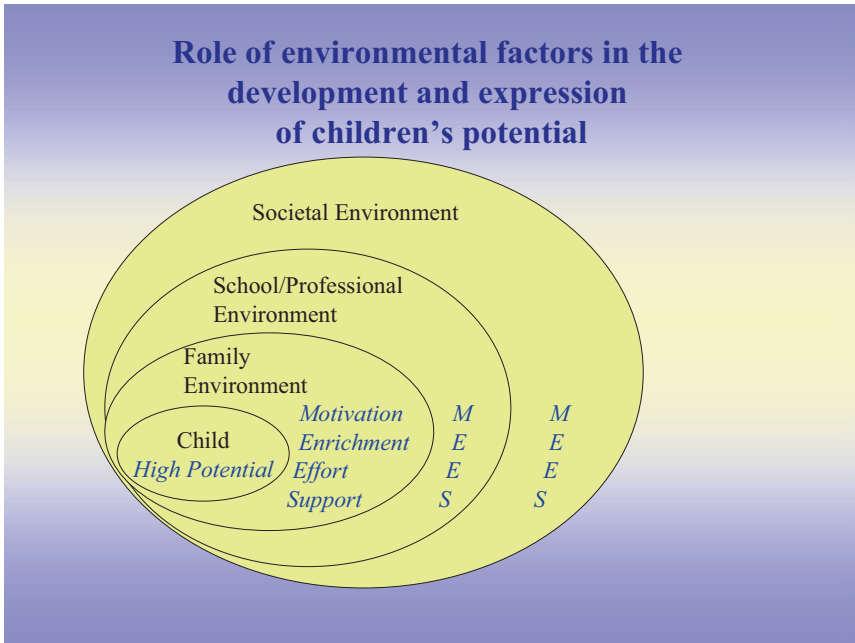 Role of environmental factors in the
development and expression
of children’s potential
Societal Environment
School/Professional
Environment
Family
Environment
Motivation M M
Child Enrichment E E
High Potential Effort E E
Support S S